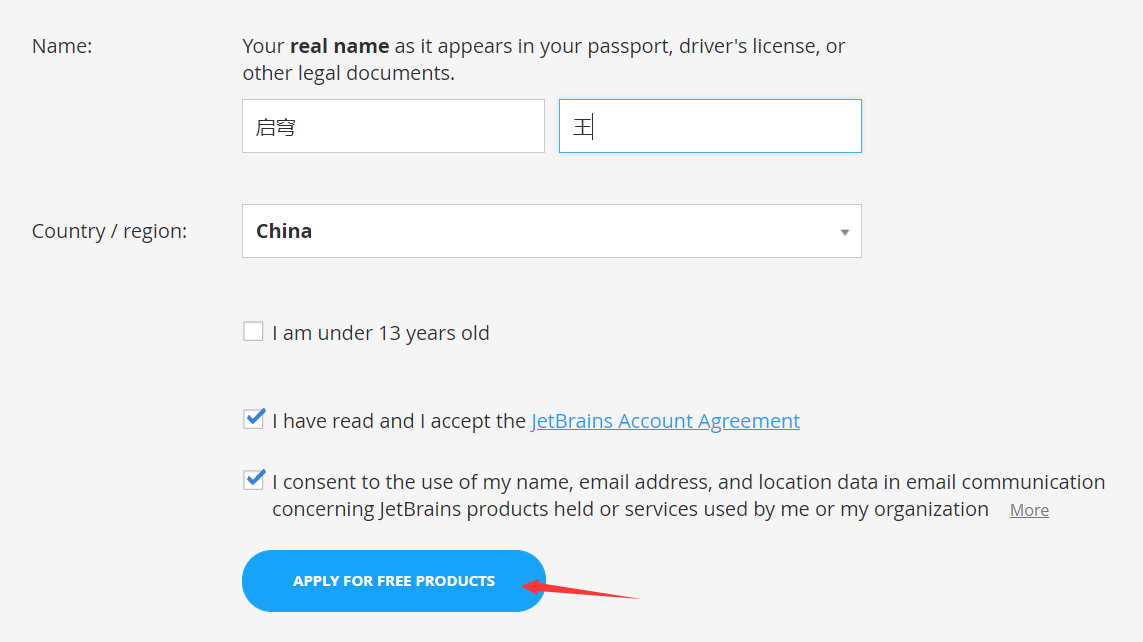 Name:
Your real name as it appears in your passport, driver's license, or
other legal documents.
启穹
王
Country / region:
China
I am under 13 years old
I have read and I accept the JetBrains Account Agreement
I consent to the use of my name, email address, and location data in email communication
concerning JetBrains products held or services used by me or my organization More
APPLY FOR FREE PRODUCTS